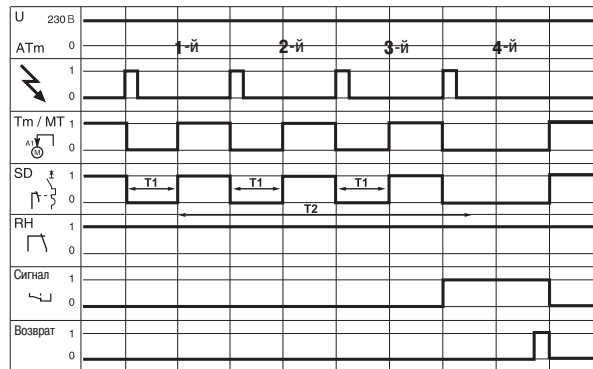 U 230 В
ATm 0 1-й 2-й 3-й 4-й
1
0
Tm / MT 1
A1
M 0
SD 1
T1 T1 T1
0
T2
RH 1
0
Сигнал 1
0
Возврат 1
0